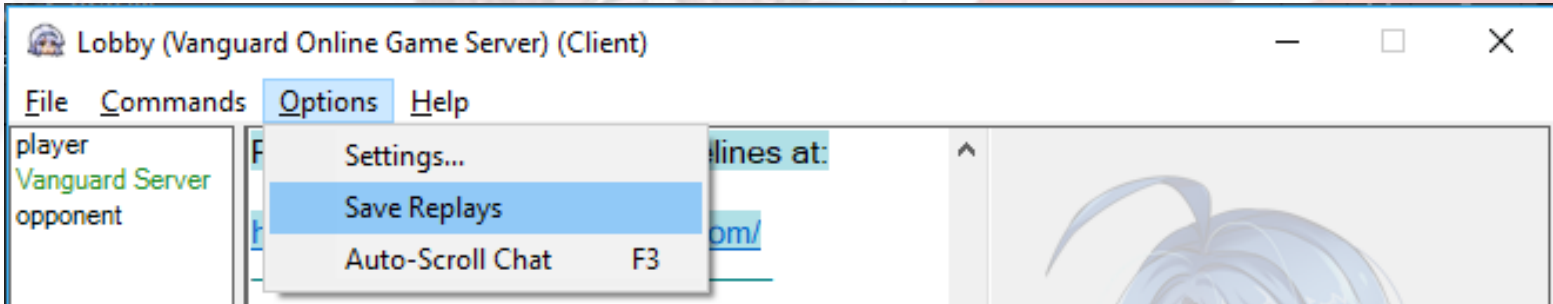 Lobby (Vanguard Online Game Server) (Client)
File Commands Options Help
player
Vanguard Server
opponent
Settings...
Save Replays
Auto-Scroll Chat F3
elines at:
om/